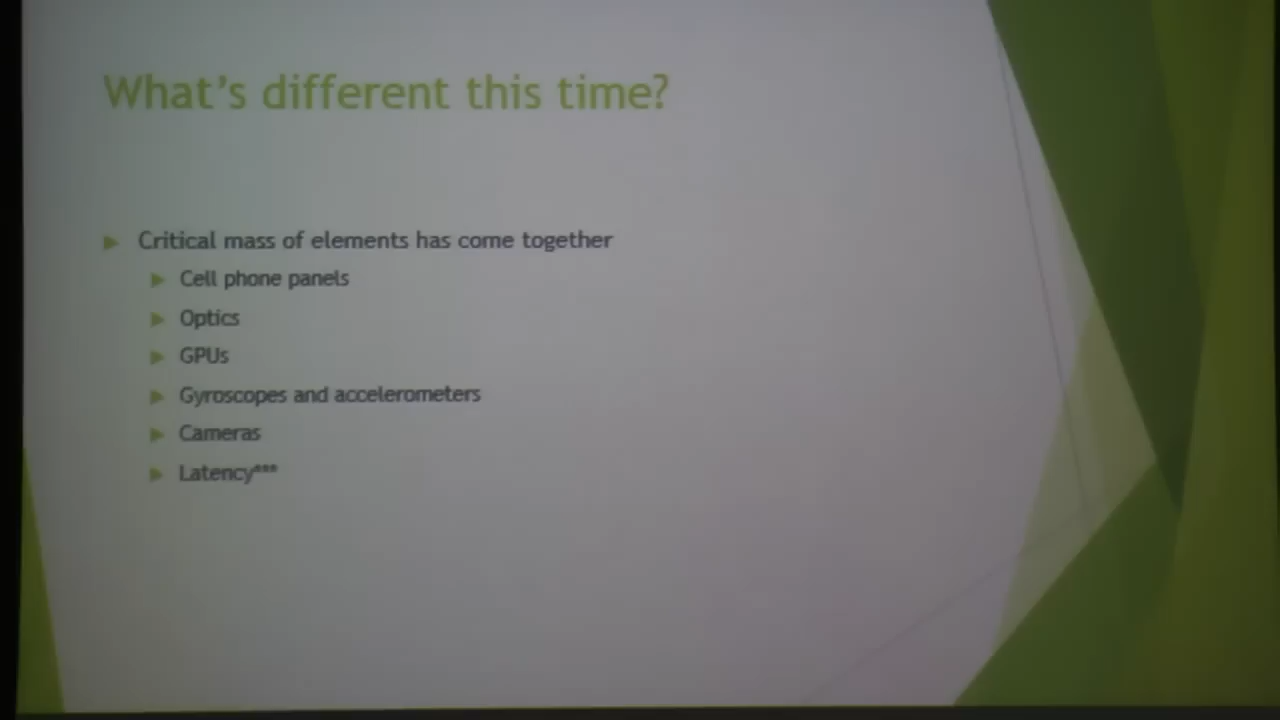 What's different this time?
Critical mass of elements has come together
Cell phone panels
Optics
GPUs
Gyroscopes and accelerometers
Cameras
Latency***